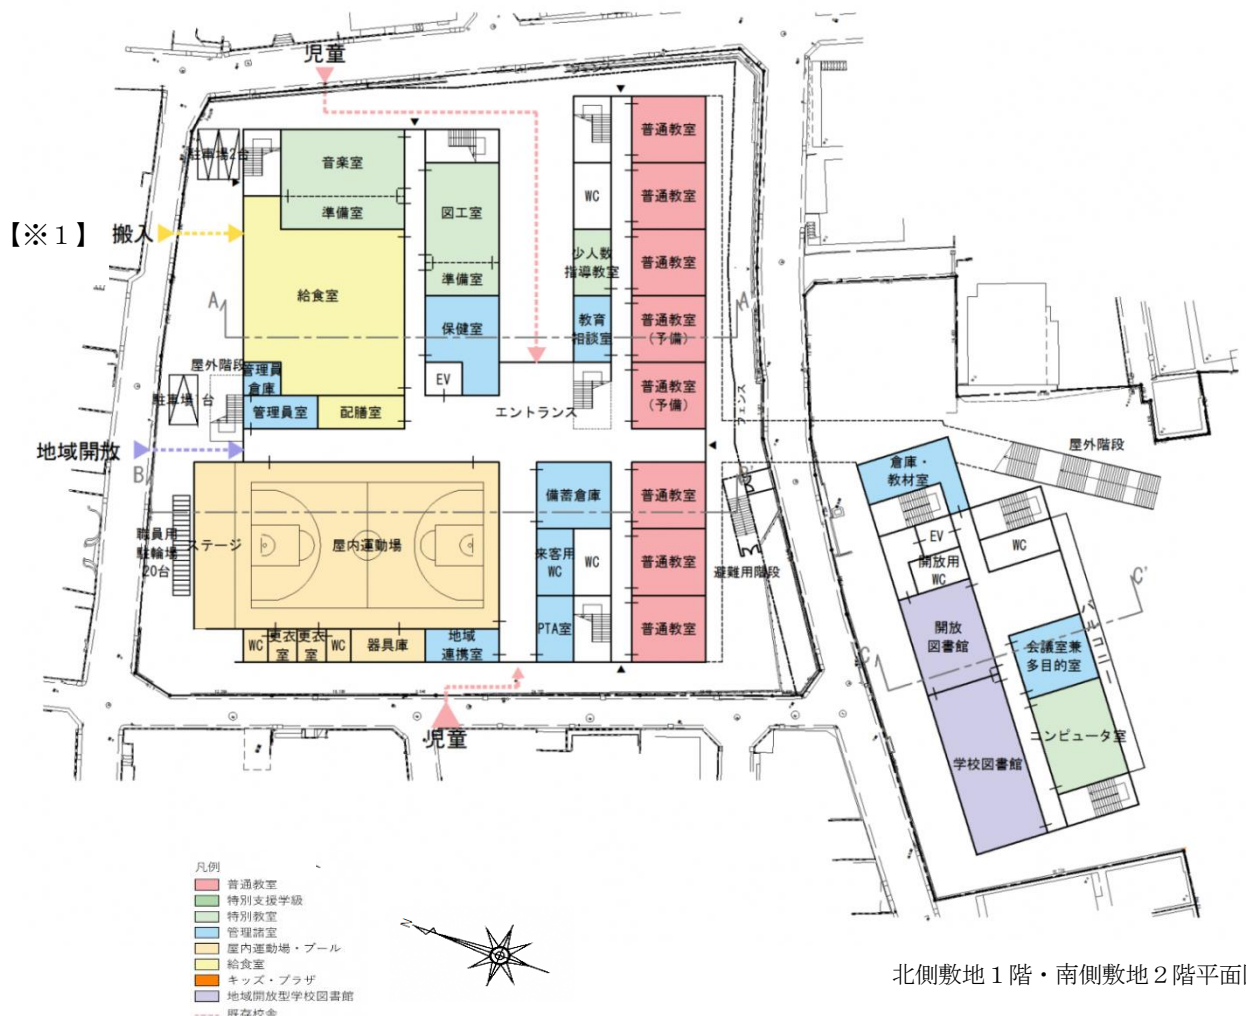 児童
駐車場2台
音楽室
準備室
図工室
準備室
WC
少人数
指導教室
教育
相談室
普通教室
普通教室
普通教室
普通教室
(予備)
普通教室
(予備)
【※１】
搬入
給食室
A
A'
保健室
EV
エントランス
屋外階段
管理員
倉庫
管理員室
配膳室
駐車場1台
フェンス
地域開放
B
B'
職員用
駐輪場
20台
ステージ
屋内運動場
備蓄倉庫
来客用
WC
WC
PTA室
普通教室
普通教室
普通教室
避難用階段
WC
更衣
室
更衣
室
WC
器具庫
地域
連携室
児童
屋外階段
倉庫・
教材室
EV
開放用
WC
WC
開放
図書館
会議室兼
多目的室
バルコニー
C
C'
コンピュータ室
学校図書館
凡例
普通教室
特別支援学級
特別教室
管理諸室
屋内運動場・プール
給食室
キッズ・プラザ
地域開放型学校図書館
既存校舎
N
北側敷地１階・南側敷地２階平面